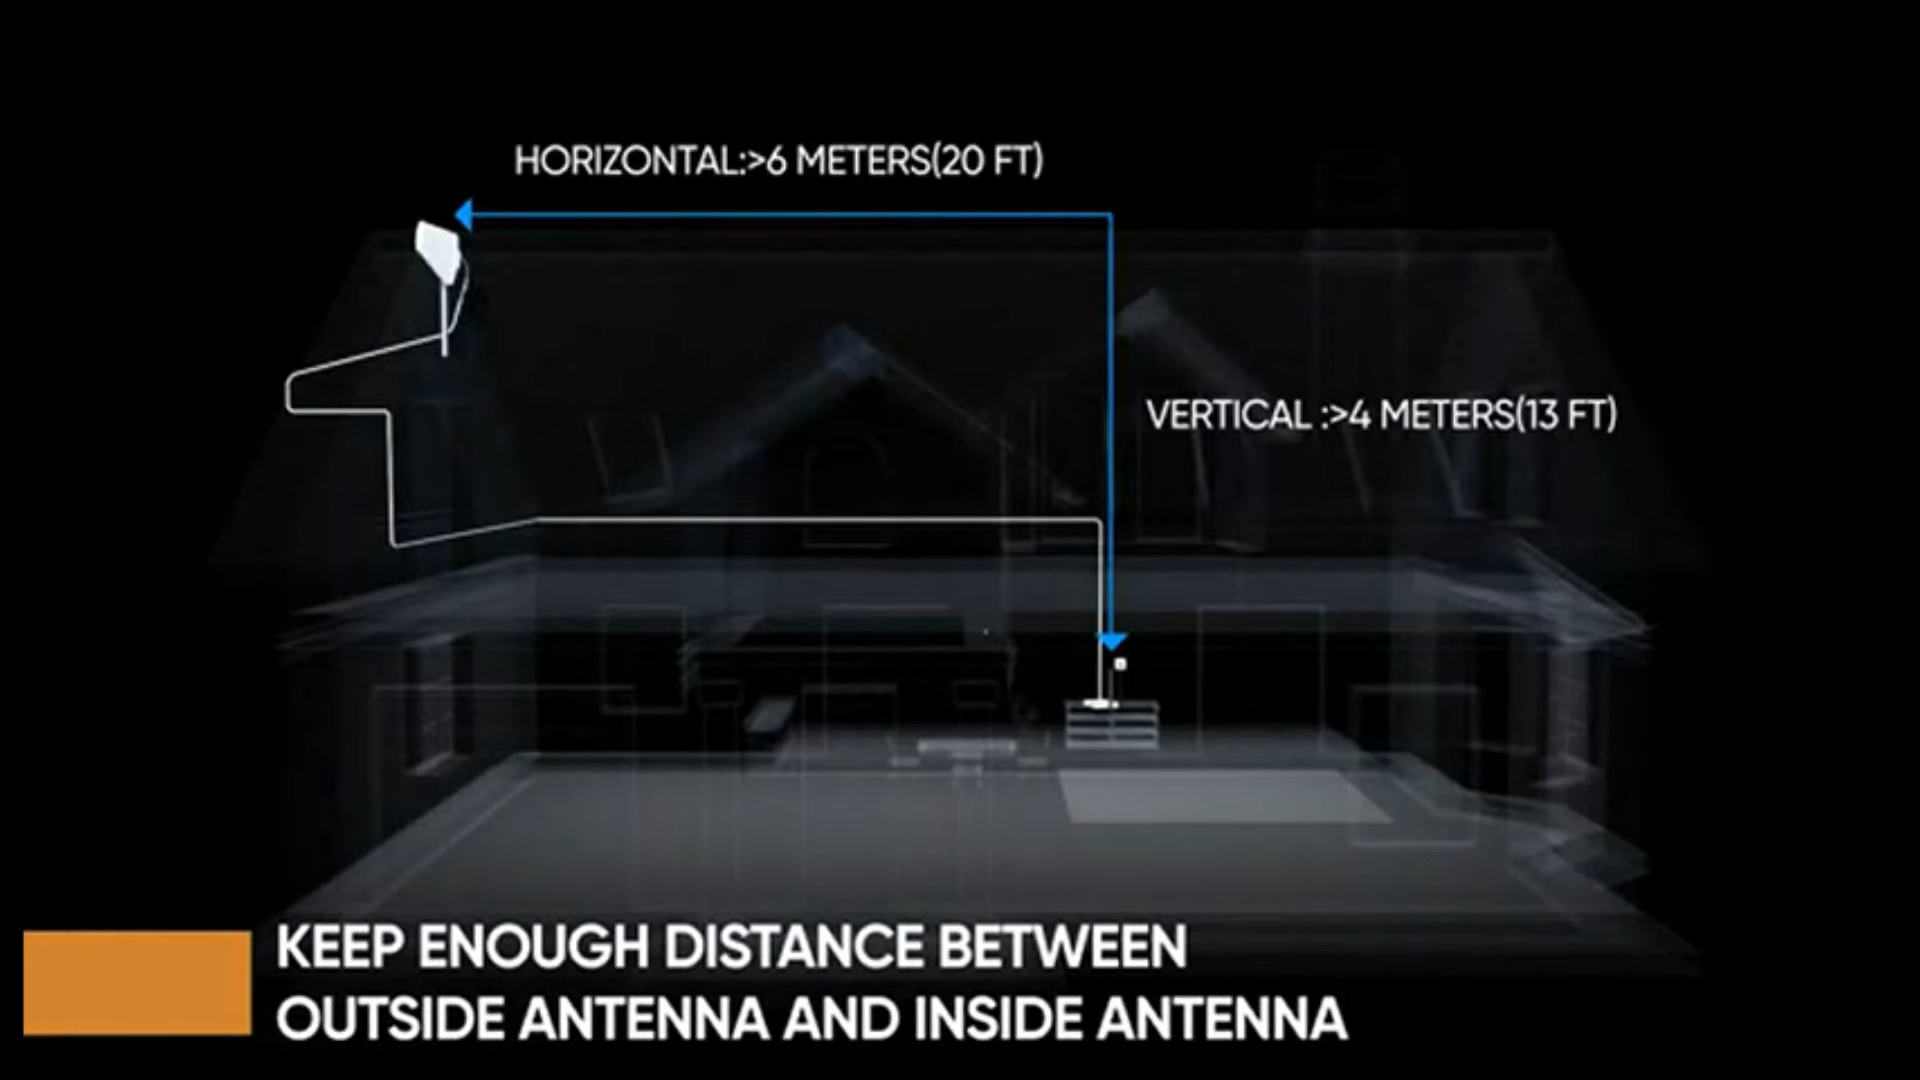 HORIZONTAL:>6 METERS(20 FT)
VERTICAL :>4 METERS(13 FT)
KEEP ENOUGH DISTANCE BETWEEN
OUTSIDE ANTENNA AND INSIDE ANTENNA